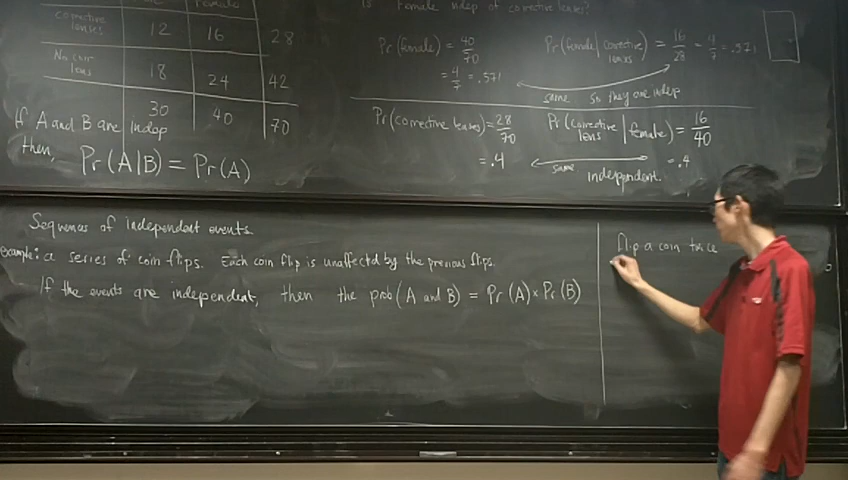 Female
Is Female indep of corrective lenses?
corrective
lenses 12 16 28
No corr
lens 18 24 42
30 40 70
Pr(female) = 40/70
= 4/7 = .571
Pr(female | corrective lenses) = 16/28 = 4/7 = .571
same so they are indep
If A and B are indep
then, Pr(A|B) = Pr(A)
Pr(corrective lenses) = 28/70
= .4
Pr(corrective lens | female) = 16/40
= .4
same independent.
Sequences of independent events
example: a series of coin flips. Each coin flip is unaffected by the previous flips.
If the events are independent, then the prob(A and B) = Pr(A) × Pr(B)
flip a coin twice